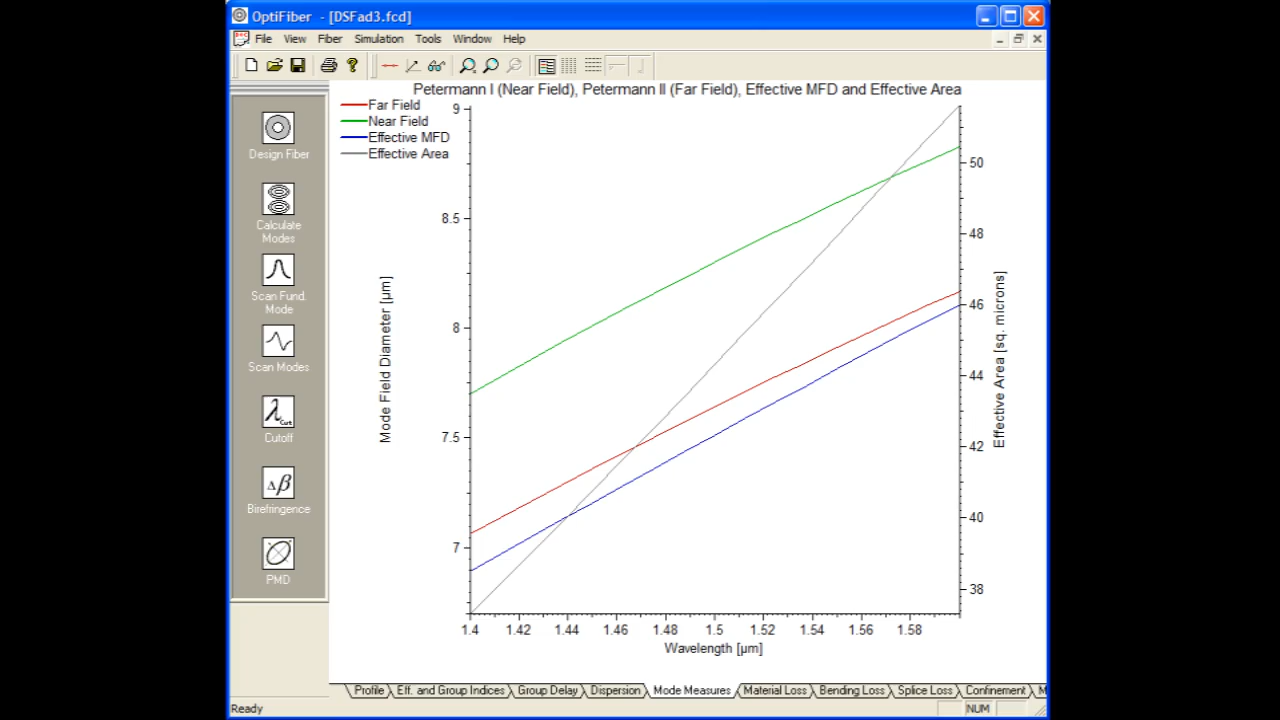 OptiFiber - [DSFad3.fcd]
File View Fiber Simulation Tools Window Help
Petermann I (Near Field), Petermann II (Far Field), Effective MFD and Effective Area
Far Field
Near Field
Effective MFD
Effective Area
Design Fiber
Calculate
Modes
Scan Fund.
Mode
Scan Modes
λcut
Cutoff
Δβ
Birefringence
PMD
Mode Field Diameter [µm]
9
8.5
8
7.5
7
50
48
46
44
42
40
38
Effective Area [sq. microns]
1.4 1.42 1.44 1.46 1.48 1.5 1.52 1.54 1.56 1.58
Wavelength [µm]
Profile Eff. and Group Indices Group Delay Dispersion Mode Measures Material Loss Bending Loss Splice Loss Confinement M
Ready NUM